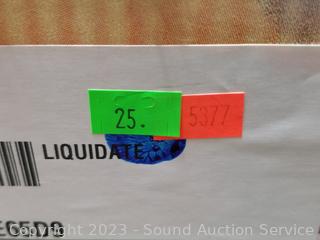 25. 5377
LIQUIDATE
Copyright 2023 - Sound Auction Service